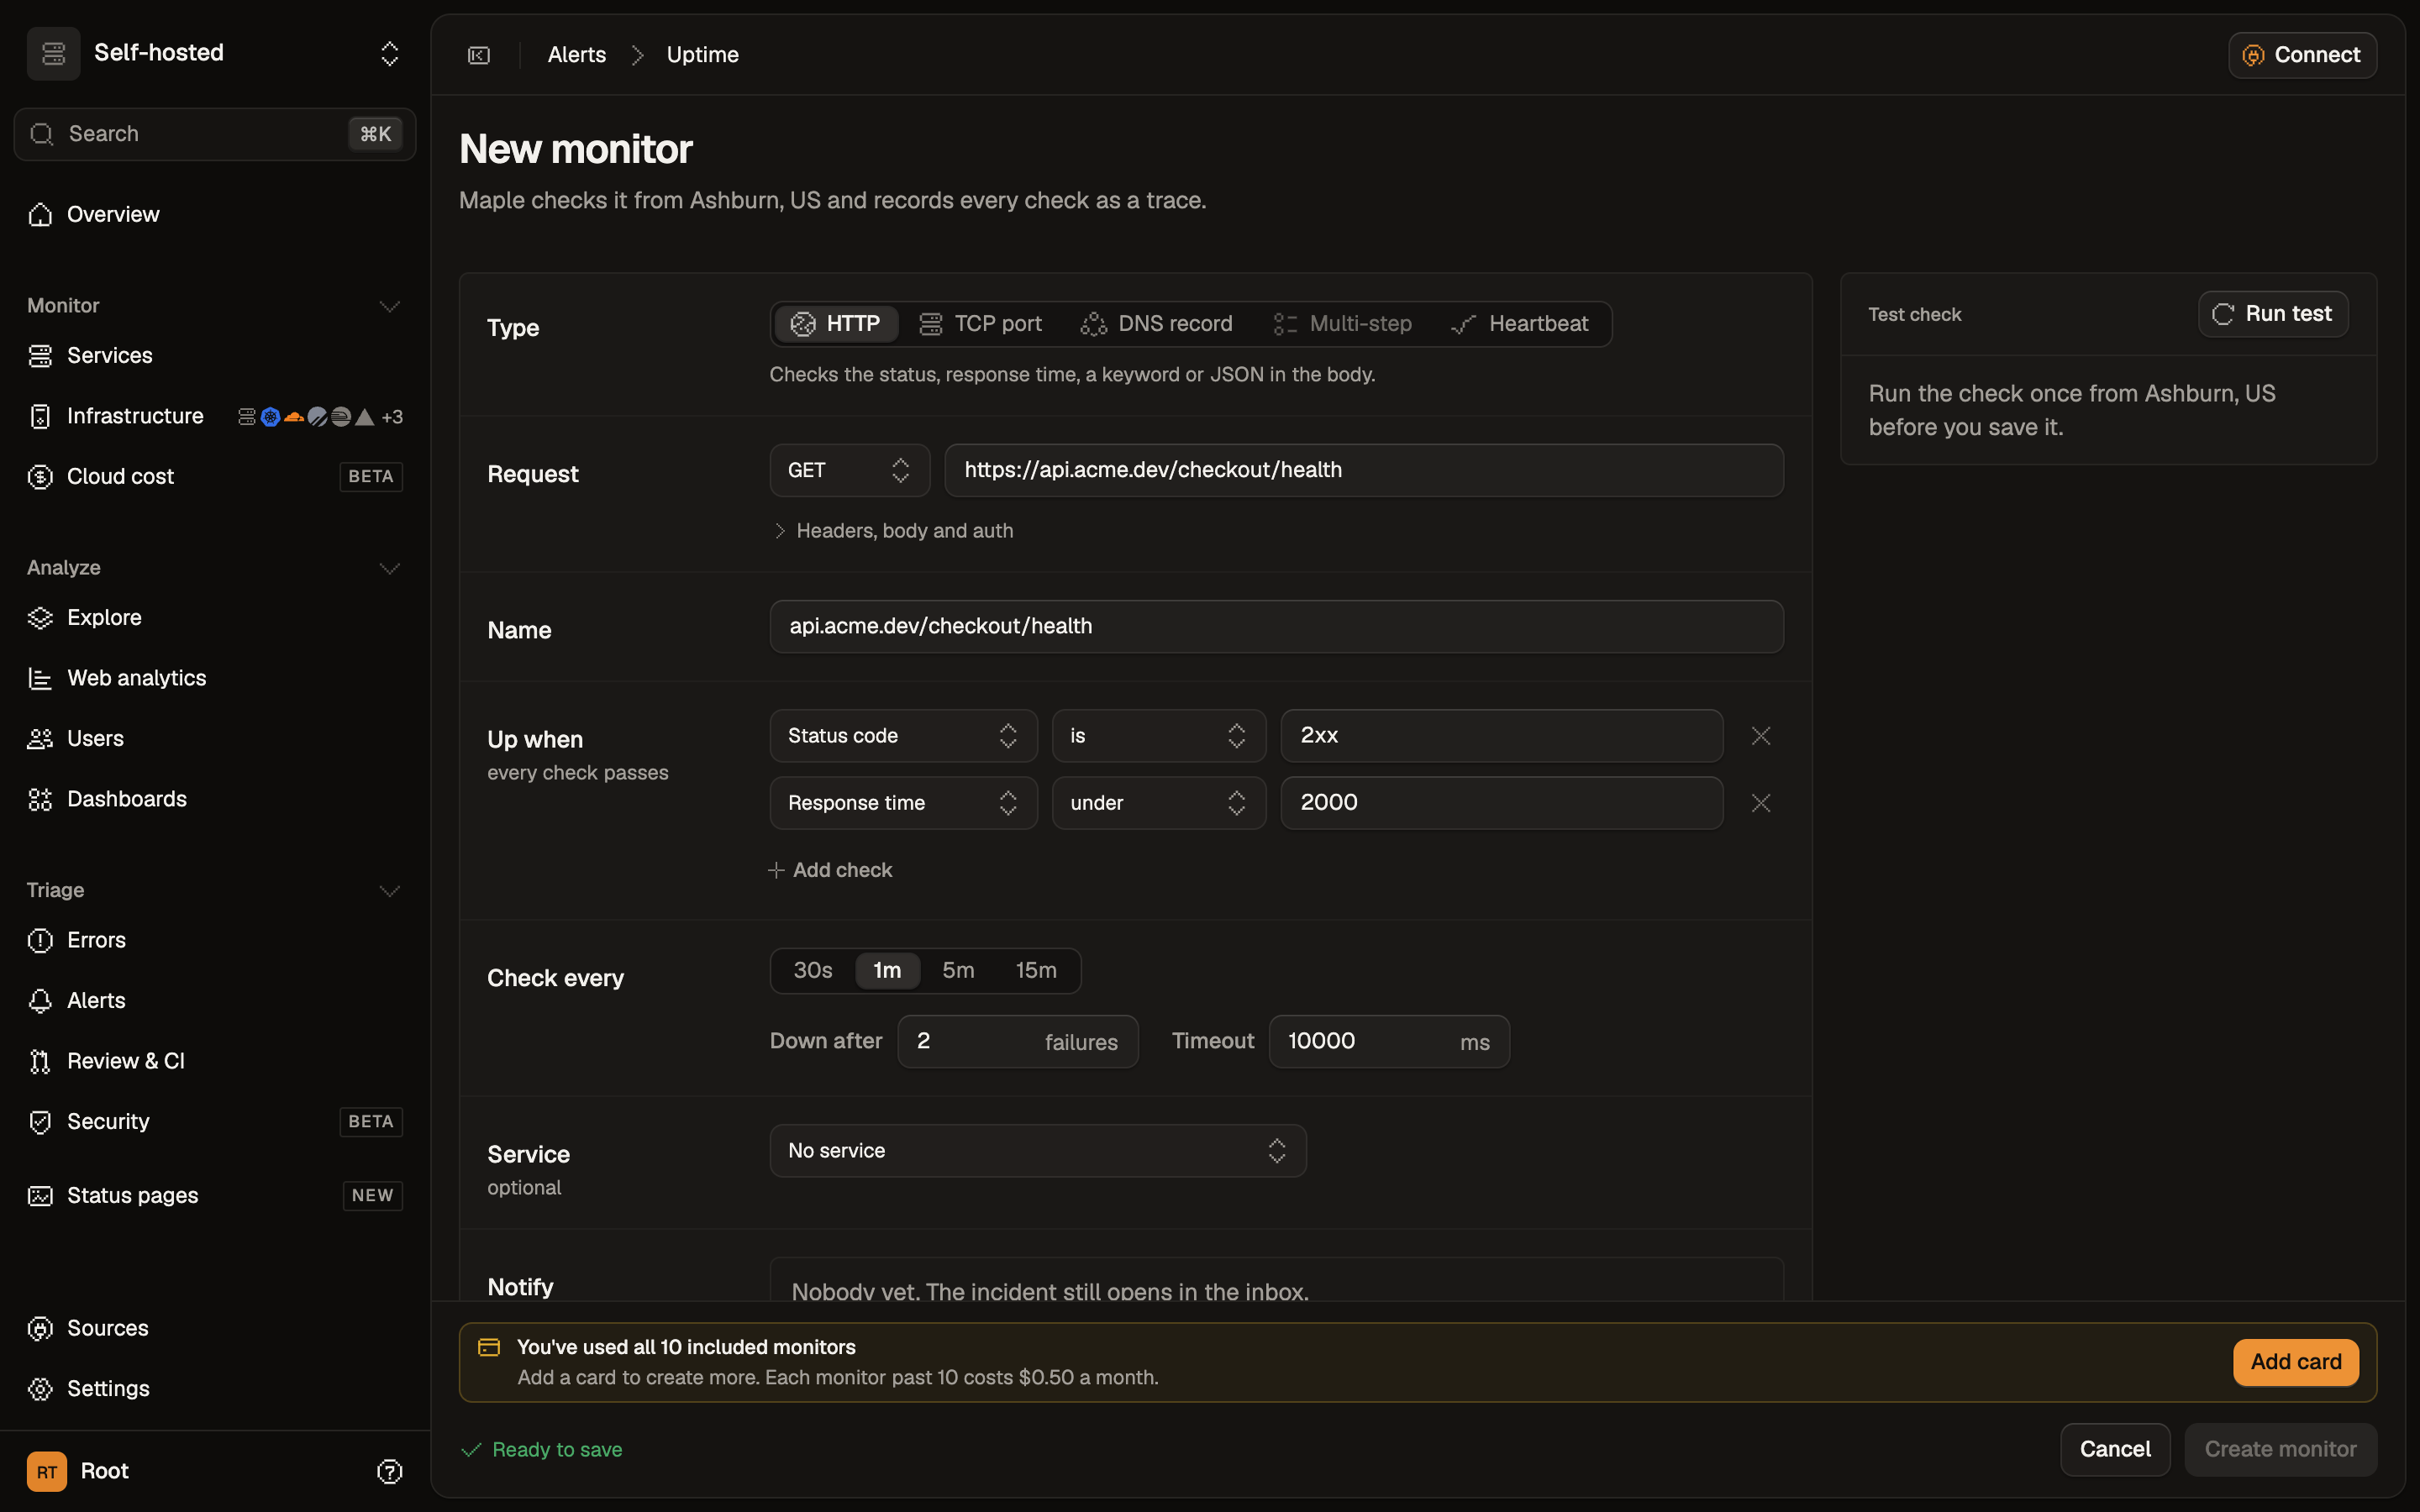 Self-hosted
Search
⌘K
Overview
Monitor
Services
Infrastructure
+3
Cloud cost
BETA
Analyze
Explore
Web analytics
Users
Dashboards
Triage
Errors
Alerts
Review & CI
Security
BETA
Status pages
NEW
Sources
Settings
RT
Root
Alerts
Uptime
Connect
New monitor
Maple checks it from Ashburn, US and records every check as a trace.
Type
HTTP
TCP port
DNS record
Multi-step
Heartbeat
Checks the status, response time, a keyword or JSON in the body.
Request
GET
https://api.acme.dev/checkout/health
Headers, body and auth
Name
api.acme.dev/checkout/health
Up when
every check passes
Status code
is
2xx
Response time
under
2000
Add check
Check every
30s
1m
5m
15m
Down after
2
failures
Timeout
10000
ms
Service
optional
No service
Notify
Nobody yet. The incident still opens in the inbox.
Test check
Run test
Run the check once from Ashburn, US
before you save it.
You've used all 10 included monitors
Add a card to create more. Each monitor past 10 costs $0.50 a month.
Add card
Ready to save
Cancel
Create monitor